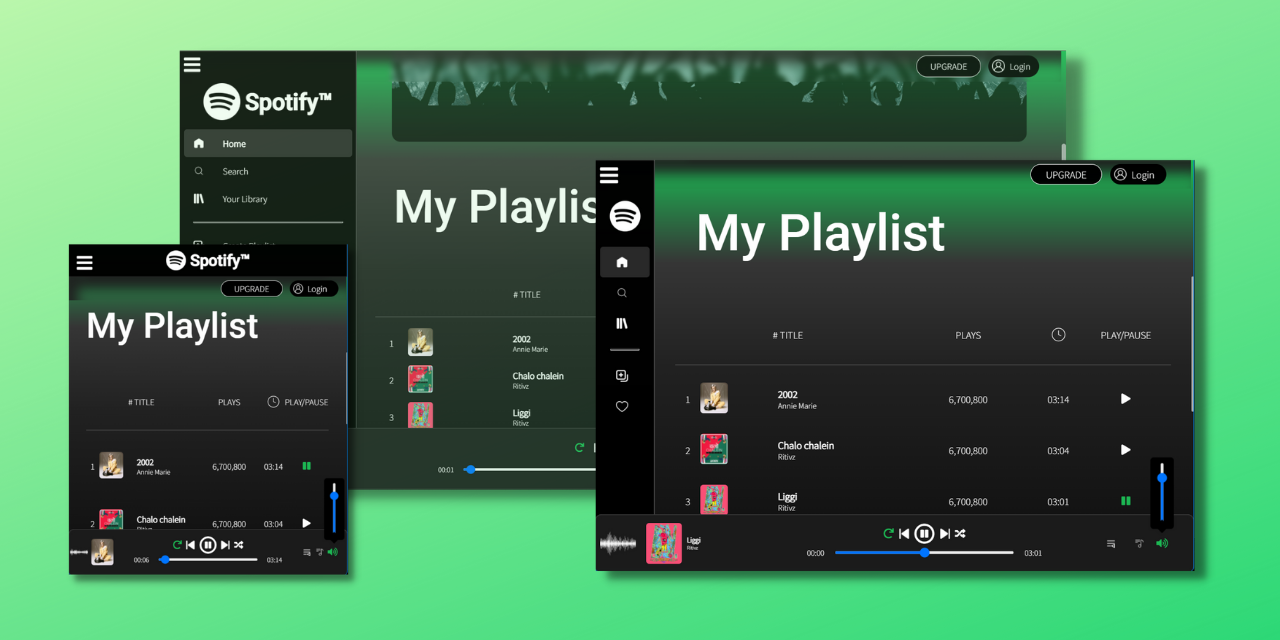 Spotify™
Home
Search
Your Library
UPGRADE
Login
My Playlis
# TITLE
1
2002
Annie Marie
2
Chalo chalein
Ritivz
3
Liggi
Ritivz
00:01
Spotify™
UPGRADE
Login
My Playlist
# TITLE PLAYS PLAY/PAUSE
1 2002 6,700,800 03:14
Annie Marie
2 Chalo chalein 6,700,800 03:04
00:06 03:14
UPGRADE
Login
My Playlist
# TITLE PLAYS PLAY/PAUSE
1 2002 6,700,800 03:14
Annie Marie
2 Chalo chalein 6,700,800 03:04
Ritivz
3 Liggi 6,700,800 03:01
Ritivz
Liggi
Ritivz
00:00 03:01